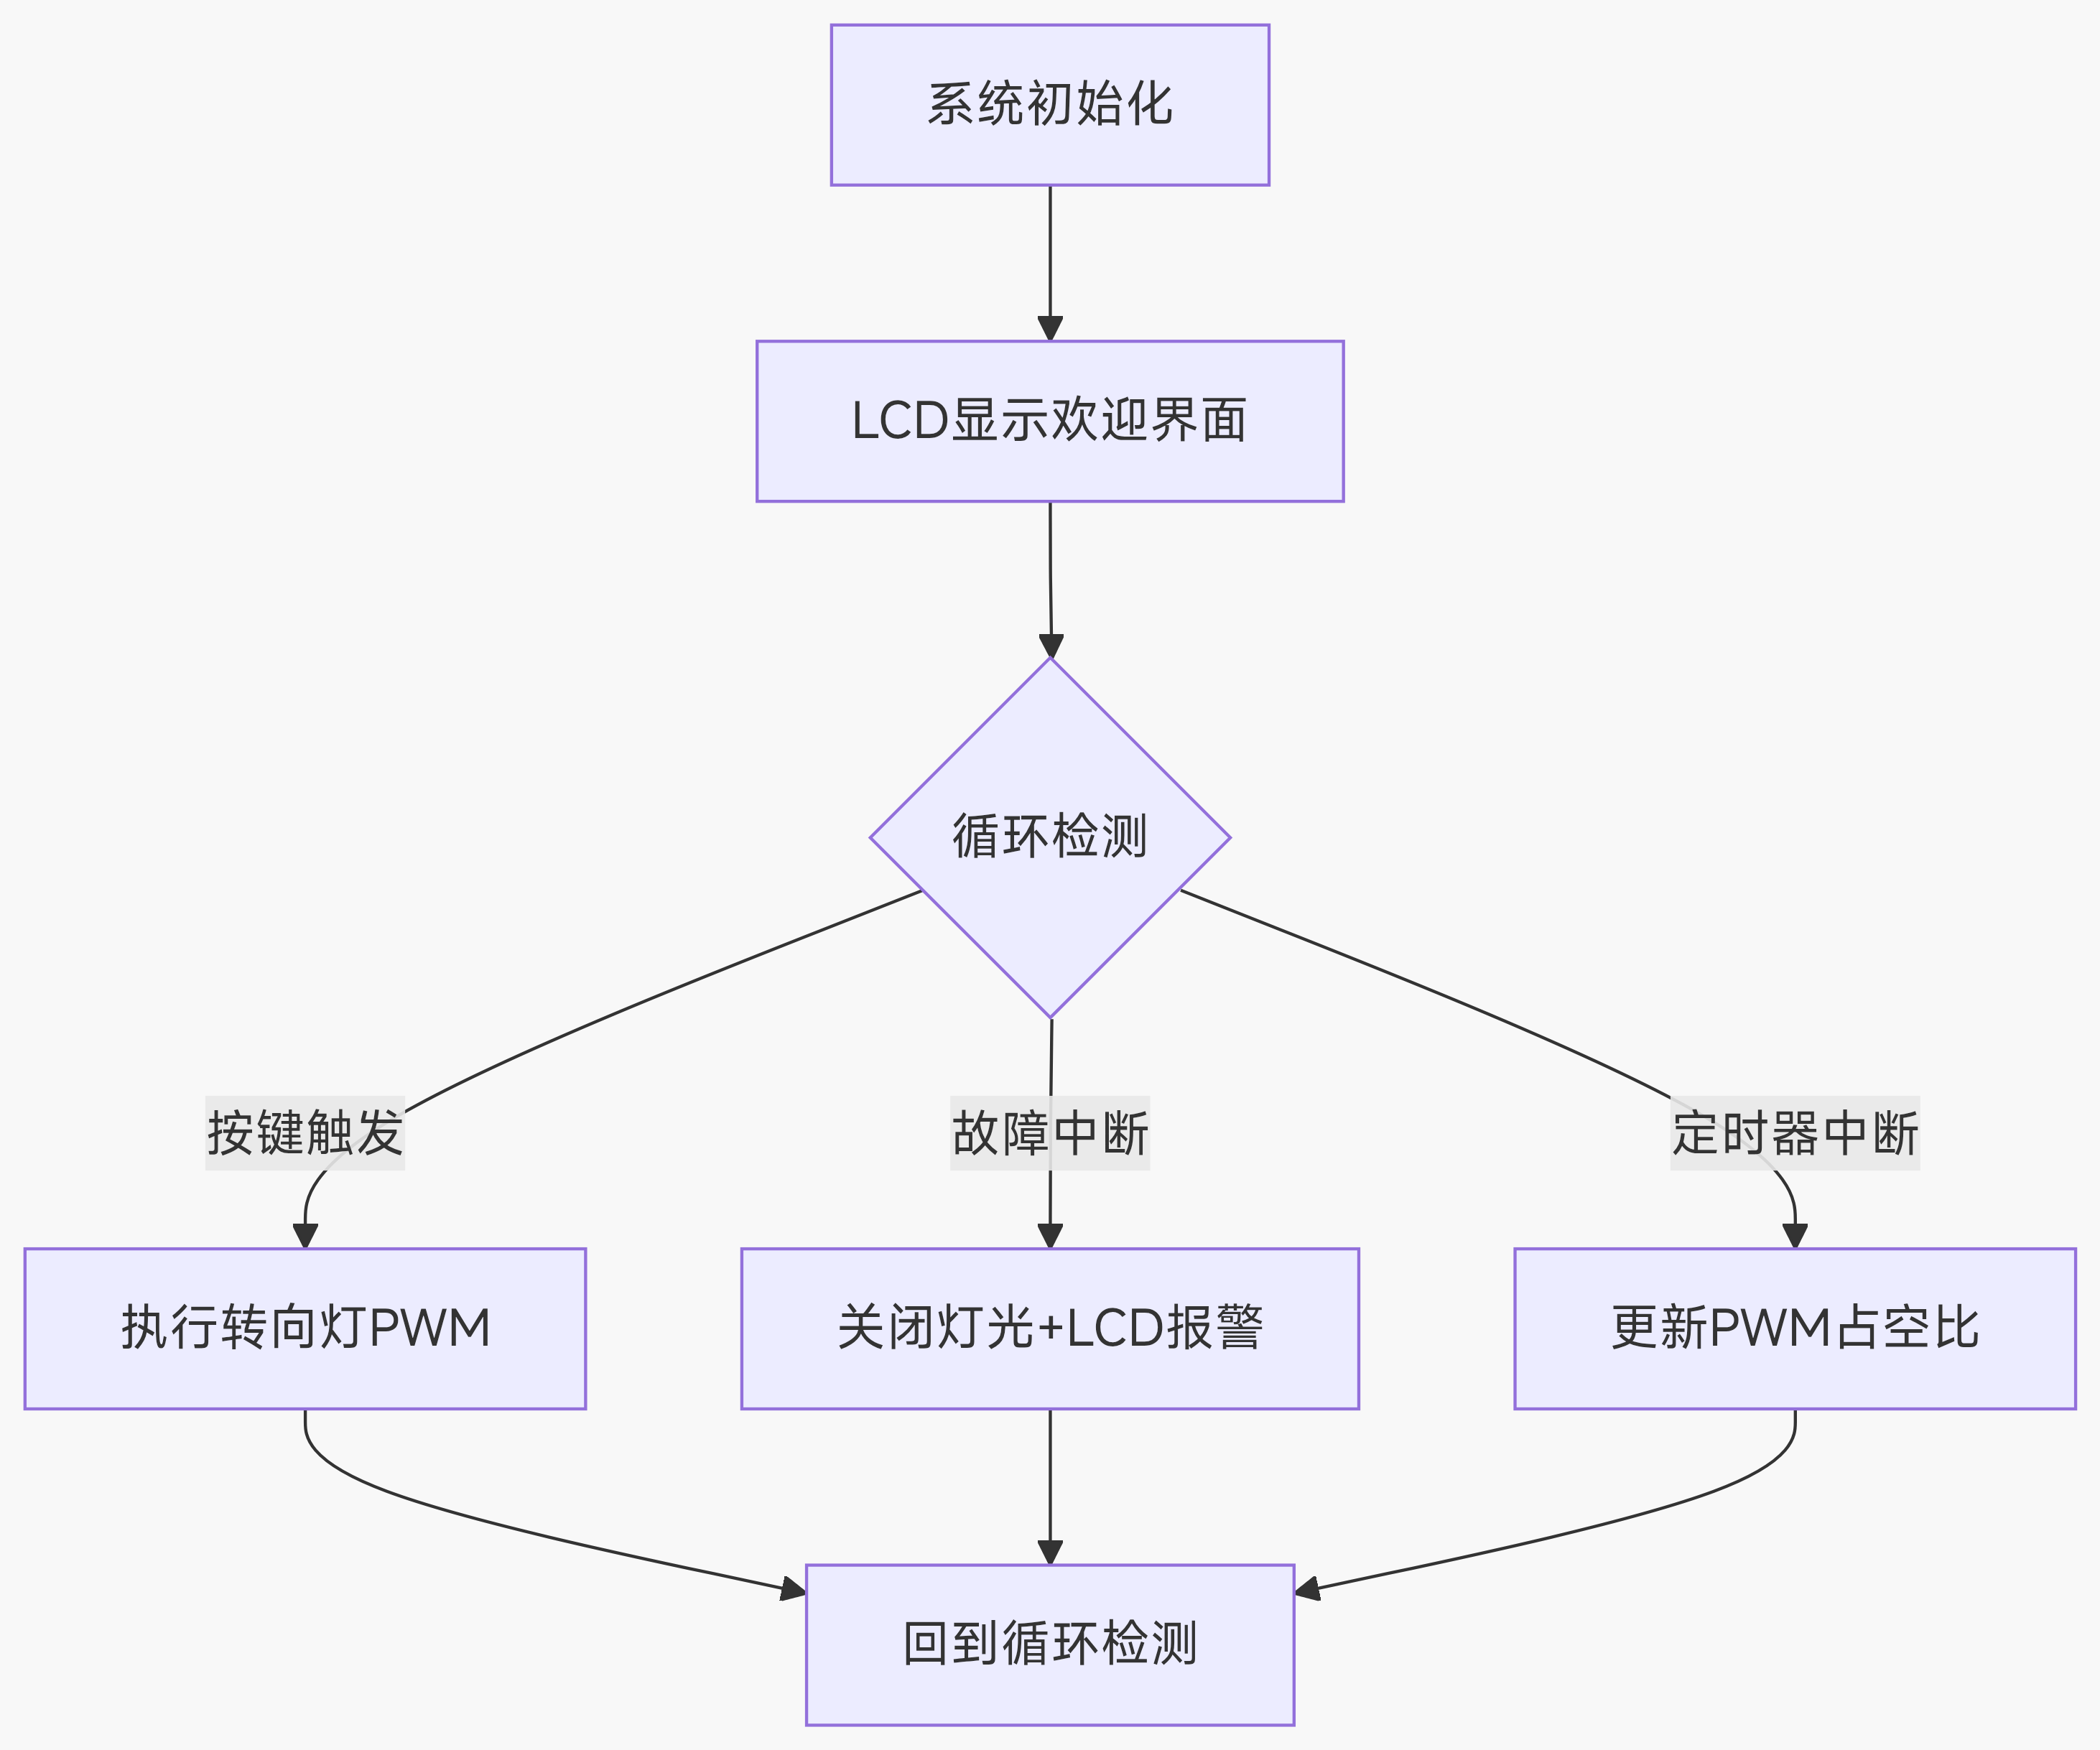 系统初始化
LCD显示欢迎界面
循环检测
按键触发
故障中断
定时器中断
执行转向灯PWM
关闭灯光+LCD报警
更新PWM占空比
回到循环检测